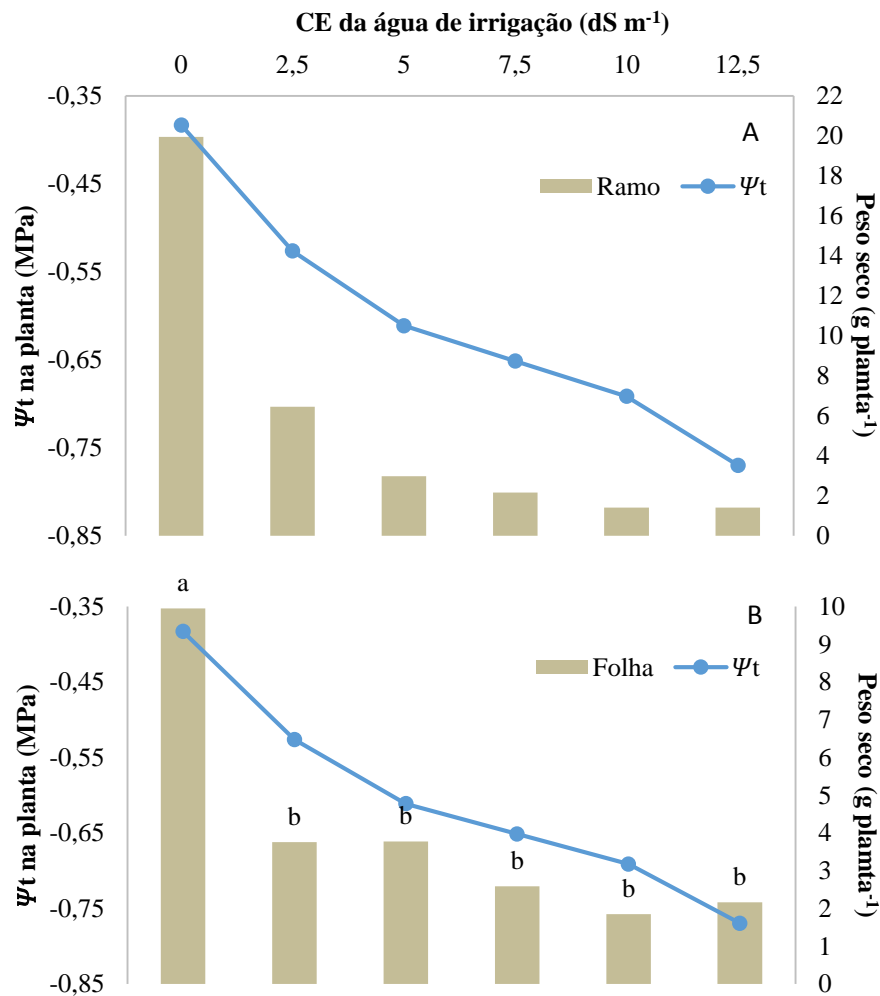 CE da água de irrigação (dS m⁻¹)
0 2,5 5 7,5 10 12,5
-0,35
-0,45
-0,55
-0,65
-0,75
-0,85
Ψt na planta (MPa)
A
Ramo Ψt
22
20
18
16
14
12
10
8
6
4
2
0
Peso seco (g plamta⁻¹)
-0,35
-0,45
-0,55
-0,65
-0,75
-0,85
Ψt na planta (MPa)
B
Folha Ψt
a
b
b
b
b
b
10
9
8
7
6
5
4
3
2
1
0
Peso seco (g plamta⁻¹)